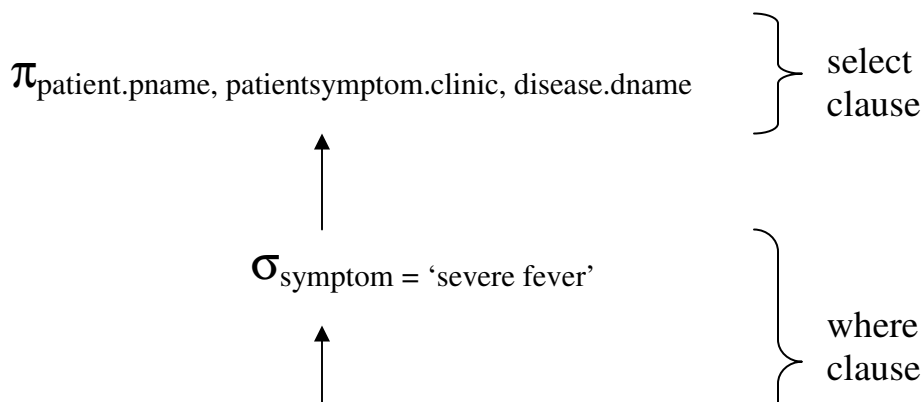 πpatient.pname, patientsymptom.clinic, disease.dname
select
clause
σsymptom = ‘severe fever’
where
clause